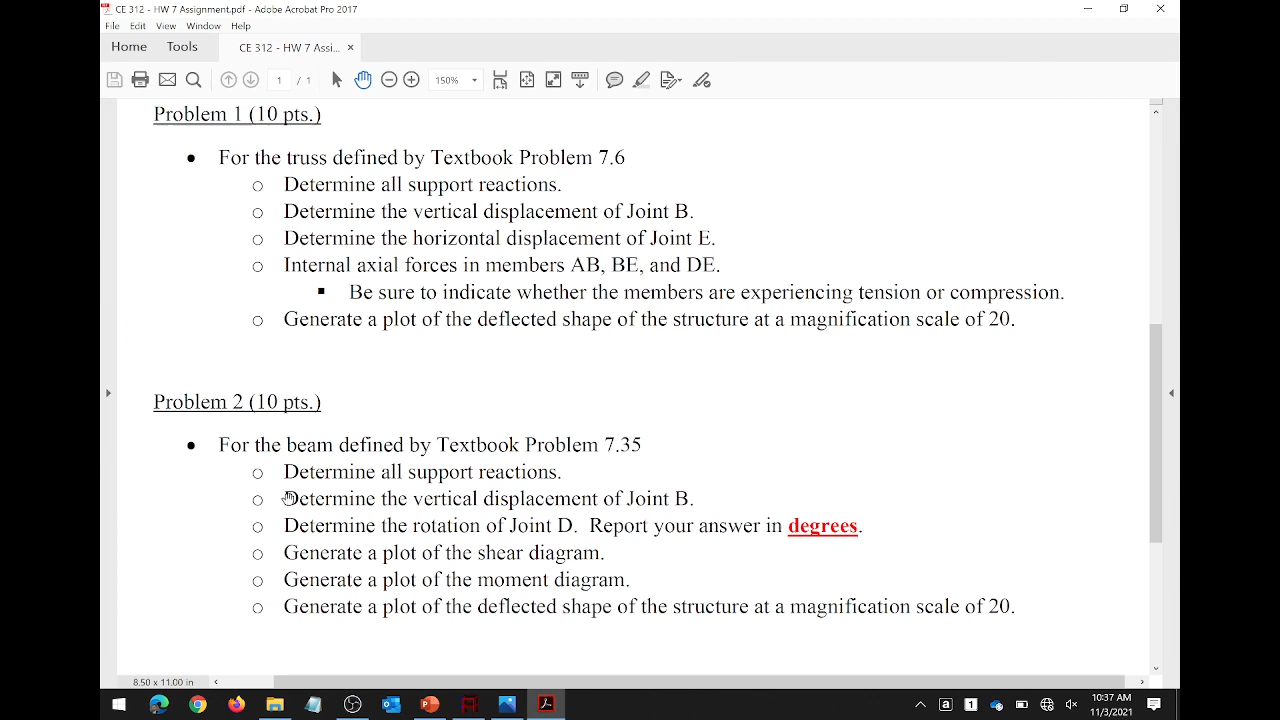 CE 312 - HW 7 Assignment.pdf - Adobe Acrobat Pro 2017
File Edit View Window Help
Home Tools CE 312 - HW 7 Assi... ×
1 / 1 150%
Problem 1 (10 pts.)
• For the truss defined by Textbook Problem 7.6
o Determine all support reactions.
o Determine the vertical displacement of Joint B.
o Determine the horizontal displacement of Joint E.
o Internal axial forces in members AB, BE, and DE.
▪ Be sure to indicate whether the members are experiencing tension or compression.
o Generate a plot of the deflected shape of the structure at a magnification scale of 20.
Problem 2 (10 pts.)
• For the beam defined by Textbook Problem 7.35
o Determine all support reactions.
o Determine the vertical displacement of Joint B.
o Determine the rotation of Joint D. Report your answer in degrees.
o Generate a plot of the shear diagram.
o Generate a plot of the moment diagram.
o Generate a plot of the deflected shape of the structure at a magnification scale of 20.
8.50 x 11.00 in
10:37 AM
11/3/2021